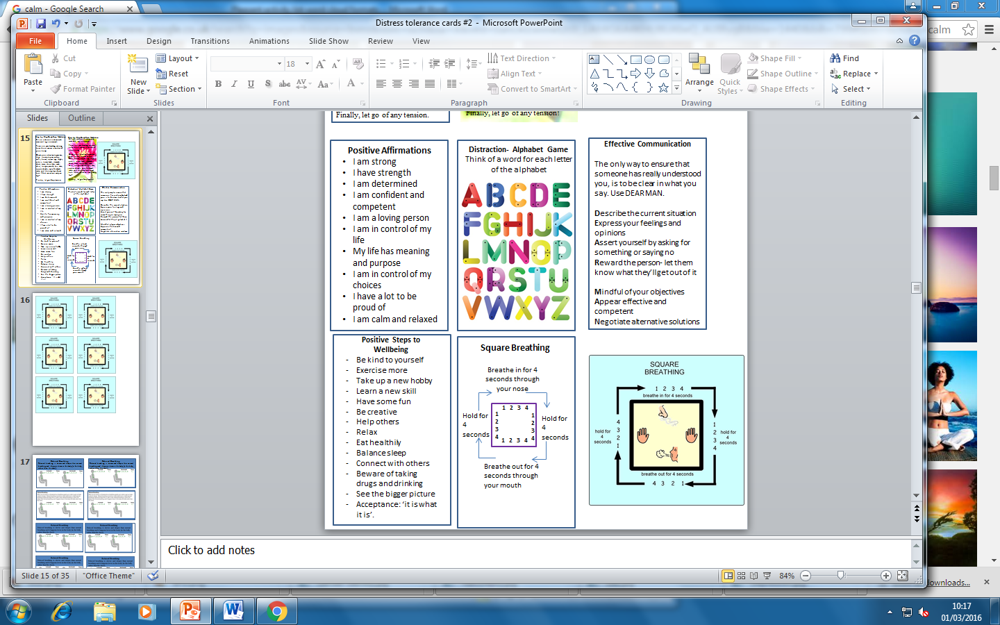 calm - Google Search
Distress tolerance cards #2 - Microsoft PowerPoint
calm
File Home Insert Design Transitions Animations Slide Show Review View
Paste
Cut
Copy
Format Painter
Clipboard
New
Slide
Layout
Reset
Section
Slides
18
B I U S abc AV Aa A
Font
Text Direction
Align Text
Convert to SmartArt
Paragraph
Arrange
Quick
Styles
Shape Fill
Shape Outline
Shape Effects
Drawing
Find
Replace
Select
Editing
Slides Outline
15
16
17
Finally, let go of any tension.
Finally, let go of any tension!
Positive Affirmations
• I am strong
• I have strength
• I am determined
• I am confident and
competent
• I am a loving person
• I am in control of my
life
• My life has meaning
and purpose
• I am in control of my
choices
• I have a lot to be
proud of
• I am calm and relaxed
Distraction- Alphabet Game
Think of a word for each letter
of the alphabet
ABCDE
FGHIJK
LMNOP
QRSTU
VWXYZ
Effective Communication
The only way to ensure that
someone has really understood
you, is to be clear in what you
say. Use DEAR MAN.
Describe the current situation
Express your feelings and
opinions
Assert yourself by asking for
something or saying no
Reward the person- let them
know what they'll get out of it
Mindful of your objectives
Appear effective and
competent
Negotiate alternative solutions
Positive Steps to
Wellbeing
- Be kind to yourself
- Exercise more
- Take up a new hobby
- Learn a new skill
- Have some fun
- Be creative
- Help others
- Relax
- Eat healthily
- Balance sleep
- Connect with others
- Beware of taking
drugs and drinking
- See the bigger picture
- Acceptance: ‘it is what
it is’.
Square Breathing
Breathe in for 4
seconds through
your nose
1 2 3 4
Hold for
4
seconds
1
2
3
4
1
2
3
4
Hold for
4
seconds
1 2 3 4
Breathe out for 4
seconds through
your mouth
SQUARE
BREATHING
1 2 3 4
breathe in for 4 seconds
4
3
2
1
hold for
4
seconds
1
2
3
4
hold for
4
seconds
breathe out for 4 seconds
4 3 2 1
Click to add notes
Slide 15 of 35
"Office Theme"
84%
ownloads...
10:17
01/03/2016